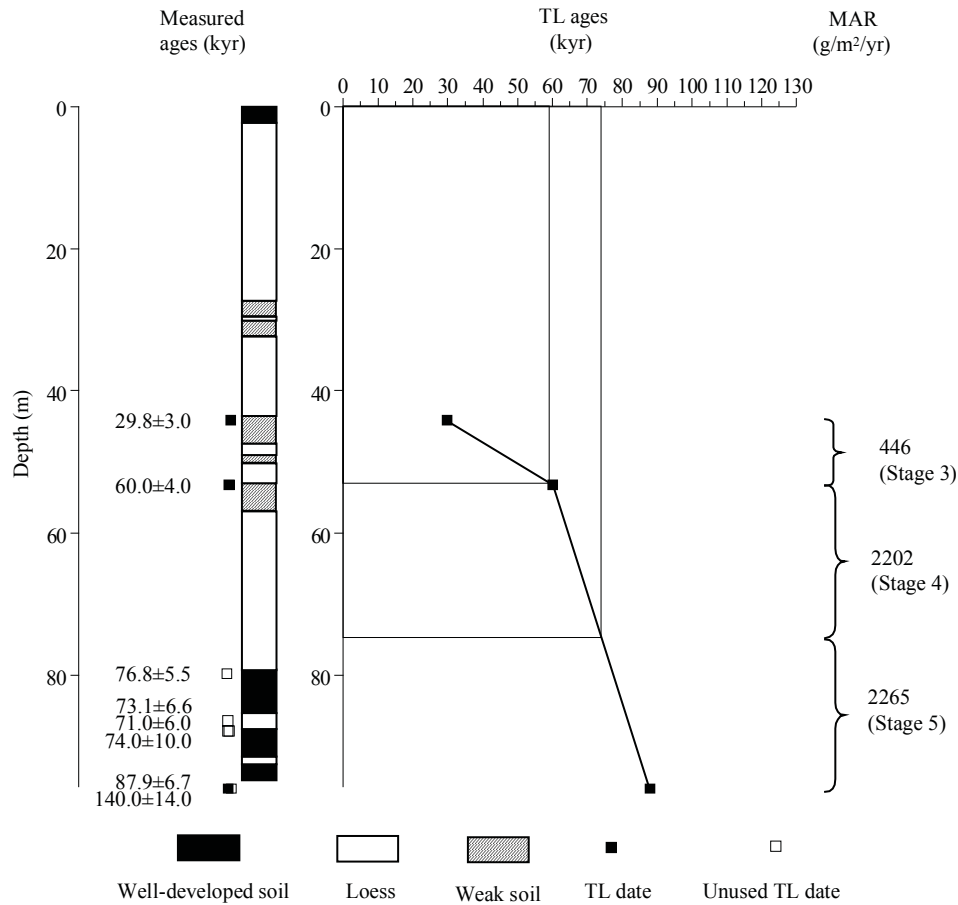 Measured
ages (kyr)
TL ages
(kyr)
MAR
(g/m²/yr)
0 10 20 30 40 50 60 70 80 90 100 110 120 130
Depth (m)
0
20
40
60
80
0
20
40
60
80
29.8±3.0
60.0±4.0
76.8±5.5
73.1±6.6
71.0±6.0
74.0±10.0
87.9±6.7
140.0±14.0
446
(Stage 3)
2202
(Stage 4)
2265
(Stage 5)
Well-developed soil
Loess
Weak soil
TL date
Unused TL date